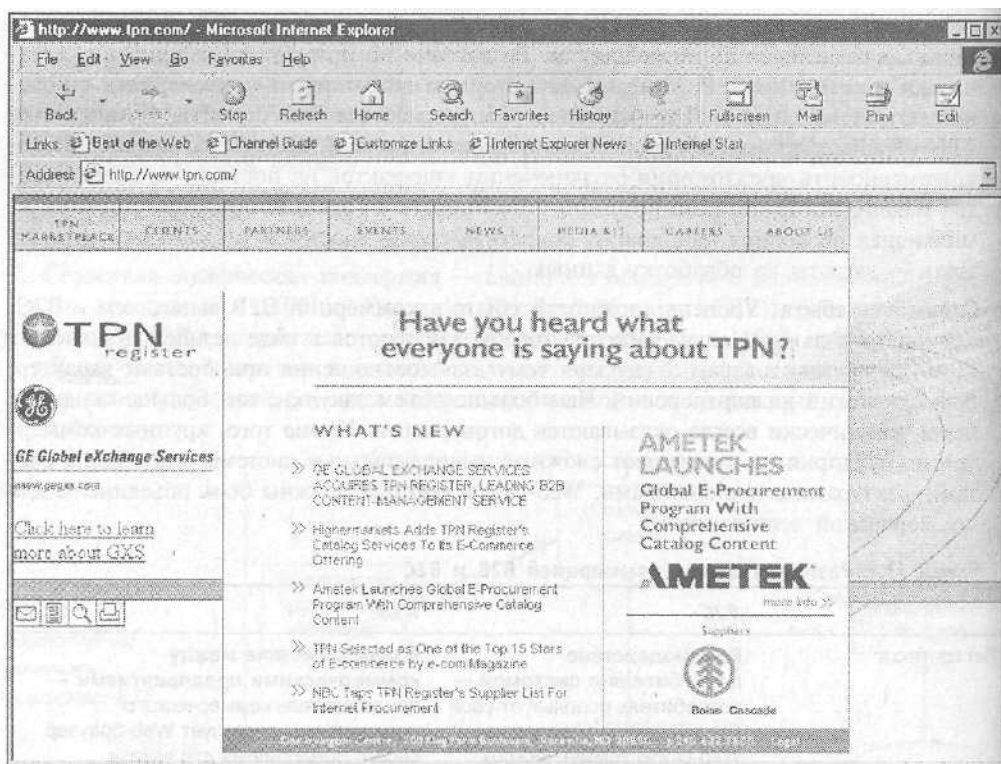 http://www.tpn.com/ - Microsoft Internet Explorer
File Edit View Go Favorites Help
Back Stop Refresh Home Search Favorites History Fullscreen Mail Print Edit
Links Best of the Web Channel Guide Customize Links Internet Explorer News Internet Start
Address http://www.tpn.com/
TPN MARKETPLACE CLIENTS PARTNERS EVENTS NEWS MEDIA KIT CAREERS ABOUT US
TPN
register
GE Global eXchange Services
www.gegxs.com
Click here to learn
more about GXS
Have you heard what
everyone is saying about TPN?
WHAT'S NEW
>> GE GLOBAL EXCHANGE SERVICES
ACQUIRES TPN REGISTER, LEADING B2B
CONTENT-MANAGEMENT SERVICE
>> Highermarkets Adds TPN Register's
Catalog Services To Its E-Commerce
Offering
>> Ametek Launches Global E-Procurement
Program With Comprehensive Catalog
Content
>> TPN Selected as One of the Top 15 Stars
of E-commerce by e-com Magazine
>> NBC Taps TPN Register's Supplier List For
Internet Procurement
AMETEK
LAUNCHES
Global E-Procurement
Program With
Comprehensive
Catalog Content
AMETEK
more info >>
Suppliers
Boise Cascade